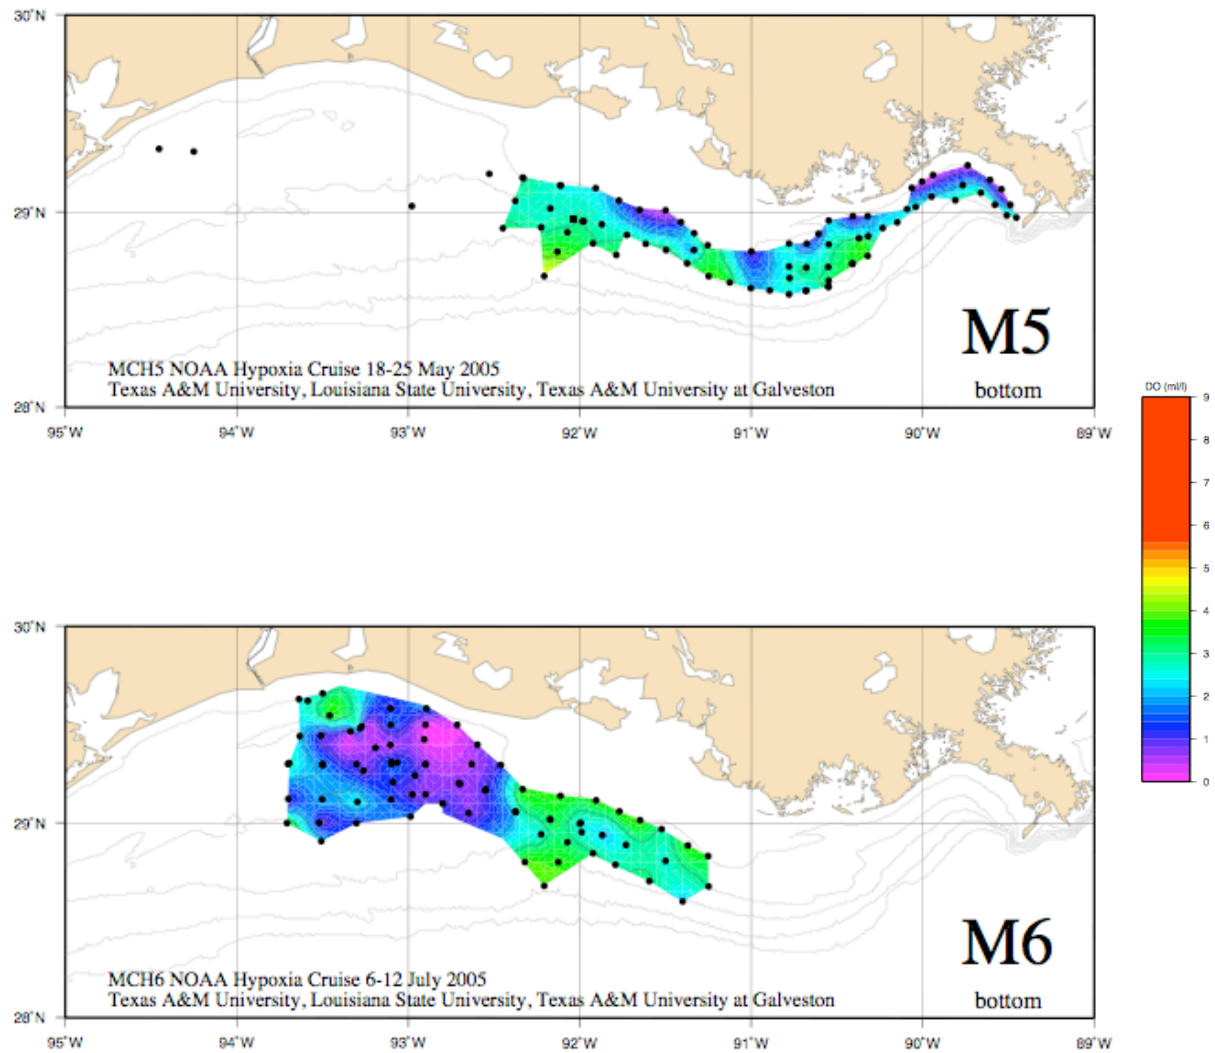 30°N
29°N
28°N
M5
MCH5 NOAA Hypoxia Cruise 18-25 May 2005
Texas A&M University, Louisiana State University, Texas A&M University at Galveston
bottom
95°W 94°W 93°W 92°W 91°W 90°W 89°W
DO (ml/l)
9
8
7
6
5
4
3
2
1
0
30°N
29°N
28°N
M6
MCH6 NOAA Hypoxia Cruise 6-12 July 2005
Texas A&M University, Louisiana State University, Texas A&M University at Galveston
bottom
95°W 94°W 93°W 92°W 91°W 90°W 89°W